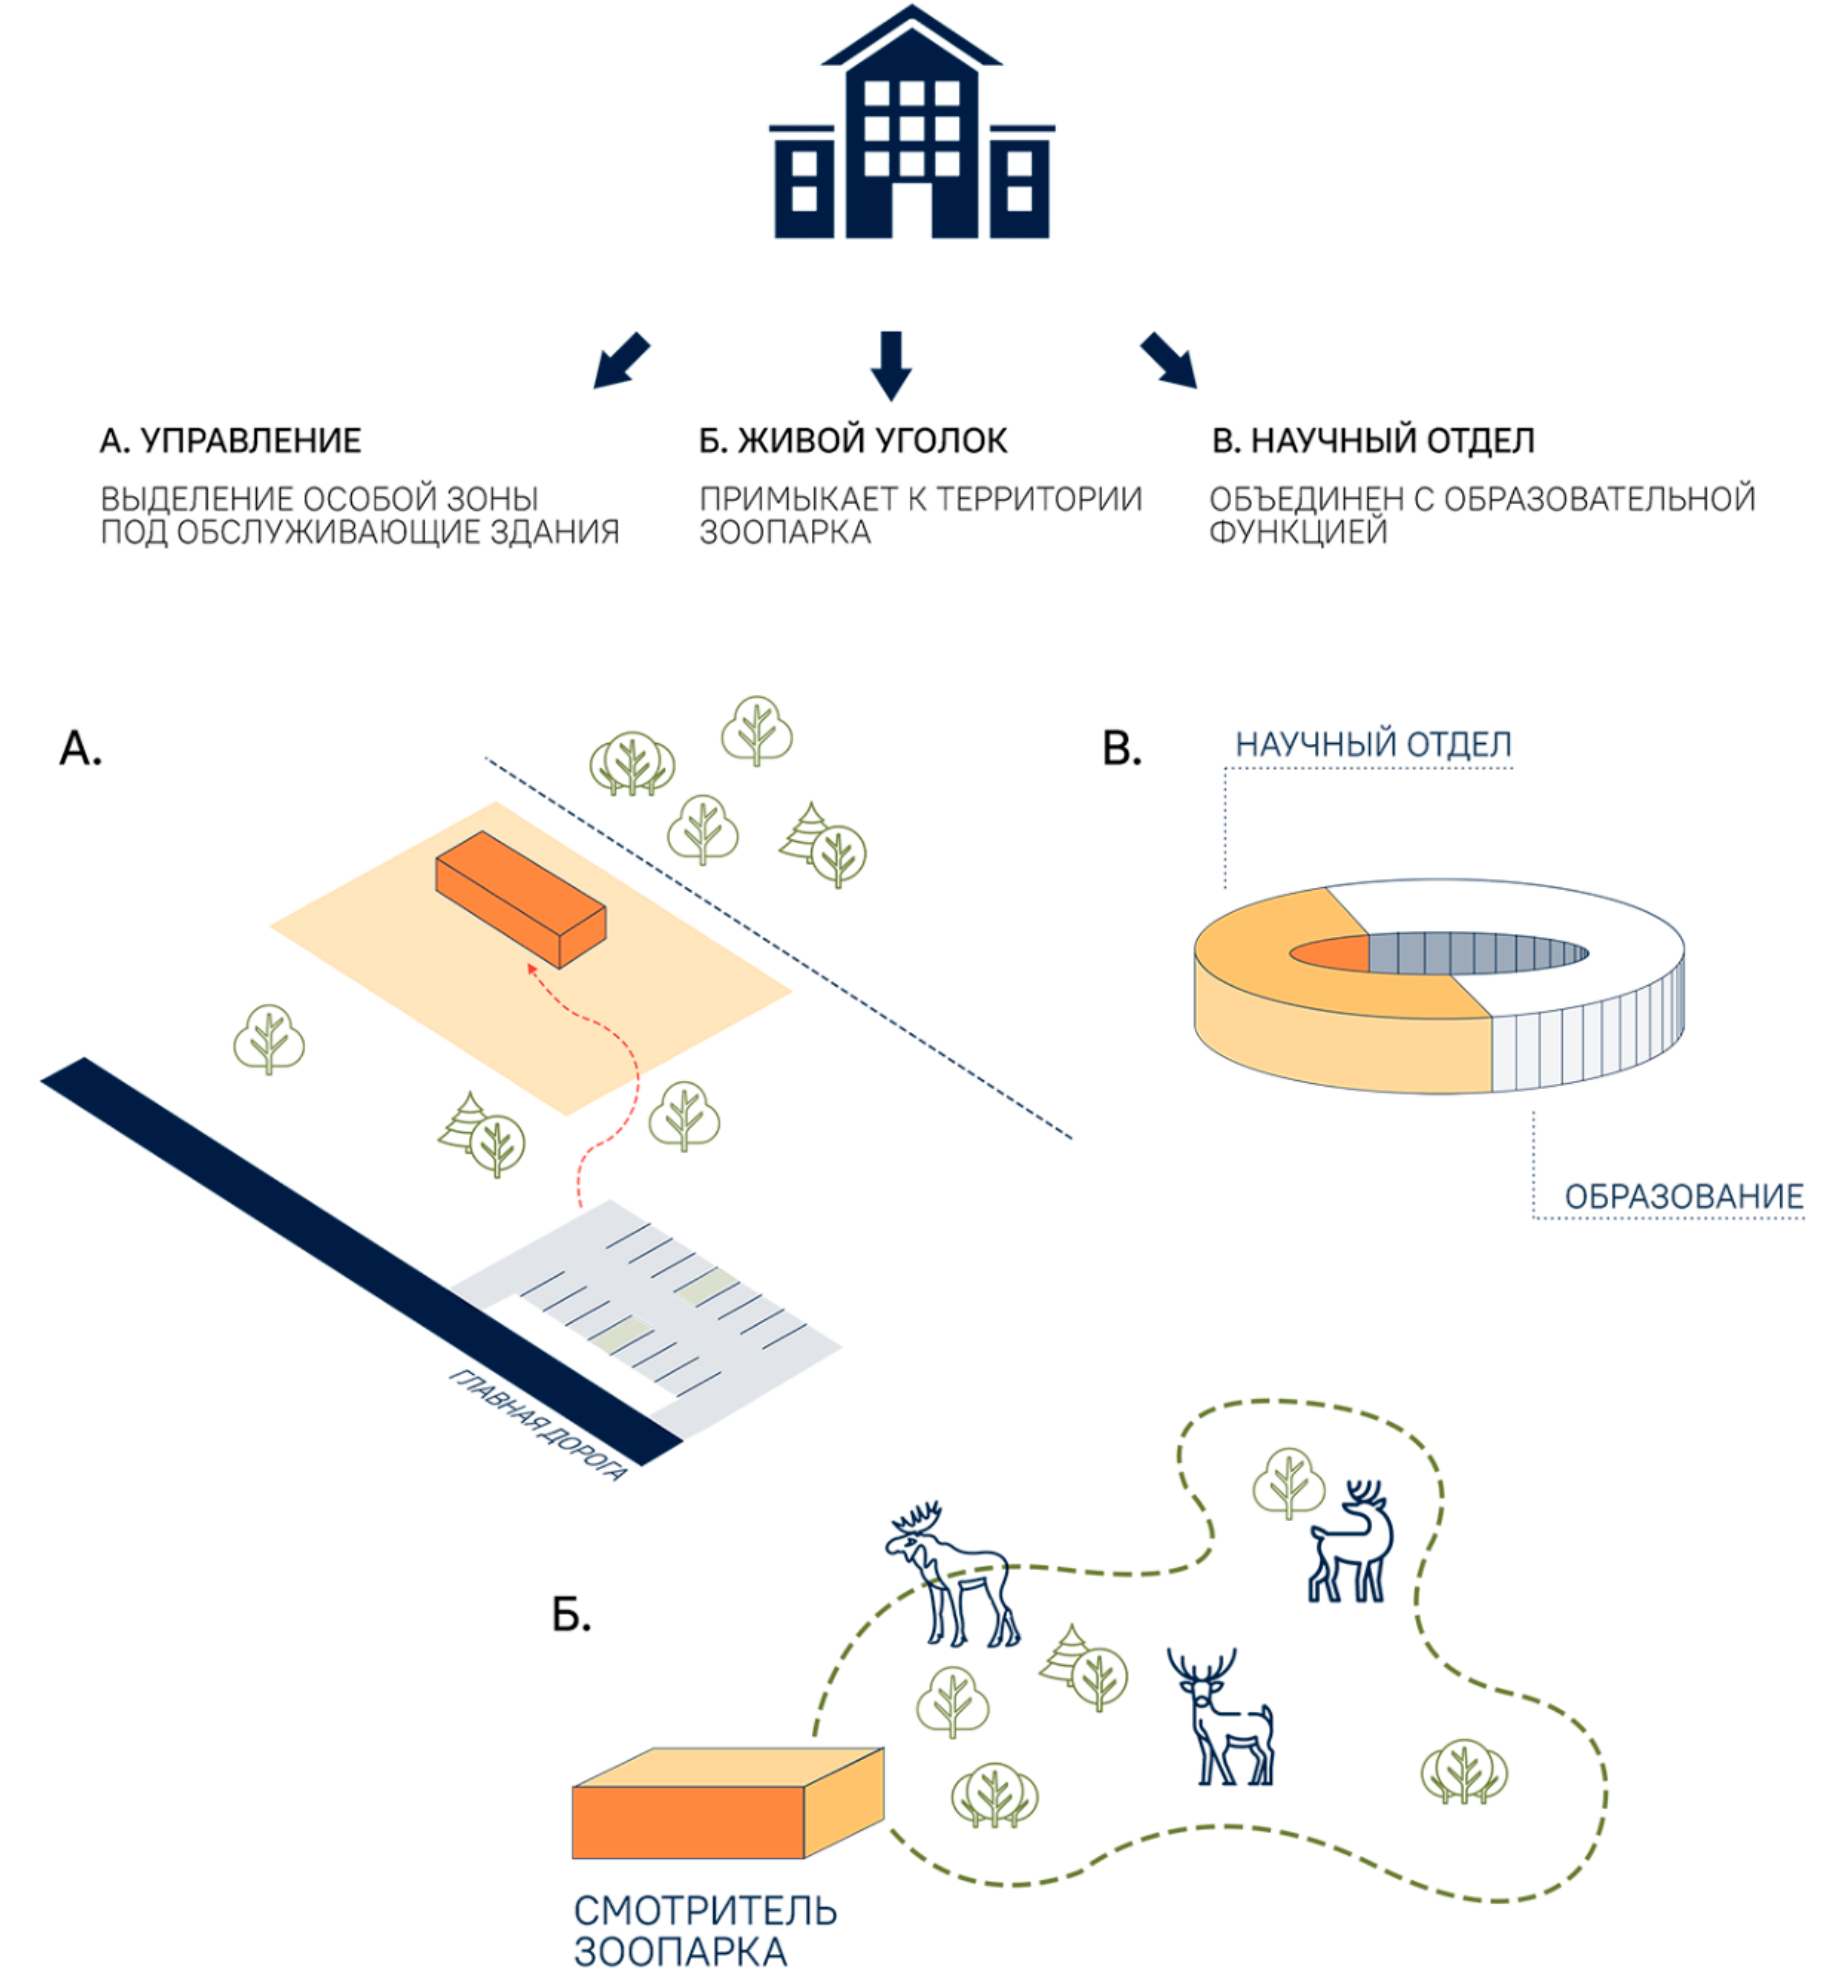 А. УПРАВЛЕНИЕ
ВЫДЕЛЕНИЕ ОСОБОЙ ЗОНЫ
ПОД ОБСЛУЖИВАЮЩИЕ ЗДАНИЯ
Б. ЖИВОЙ УГОЛОК
ПРИМЫКАЕТ К ТЕРРИТОРИИ
ЗООПАРКА
В. НАУЧНЫЙ ОТДЕЛ
ОБЪЕДИНЕН С ОБРАЗОВАТЕЛЬНОЙ
ФУНКЦИЕЙ
А.
ГЛАВНАЯ ДОРОГА
В.
НАУЧНЫЙ ОТДЕЛ
ОБРАЗОВАНИЕ
Б.
СМОТРИТЕЛЬ
ЗООПАРКА